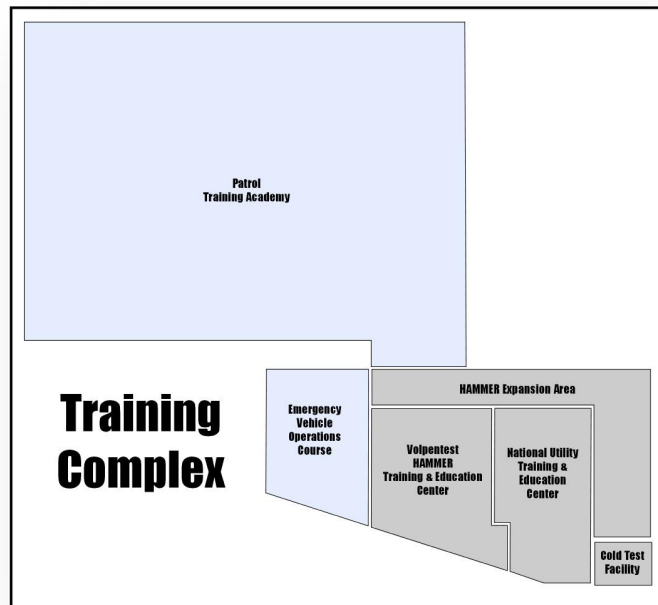 Patrol
Training Academy
HAMMER Expansion Area
Training
Complex
Emergency
Vehicle
Operations
Course
Volpentest
HAMMER
Training & Education
Center
National Utility
Training &
Education
Center
Cold Test
Facility